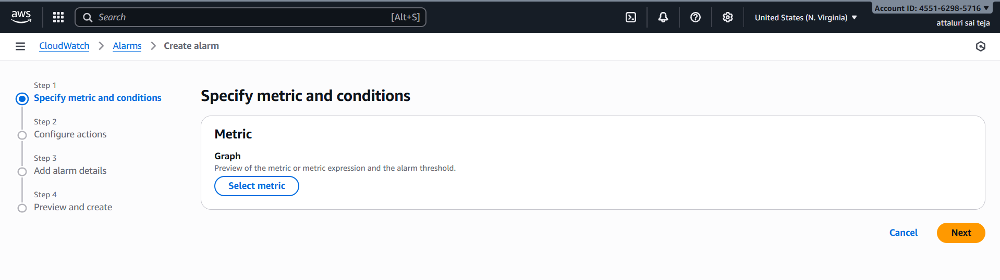 aws
Search [Alt+S]
United States (N. Virginia)
Account ID: 4551-6298-5716
attaluri sai teja
CloudWatch
Alarms
Create alarm
Step 1
Specify metric and conditions
Step 2
Configure actions
Step 3
Add alarm details
Step 4
Preview and create
Specify metric and conditions
Metric
Graph
Preview of the metric or metric expression and the alarm threshold.
Select metric
Cancel
Next